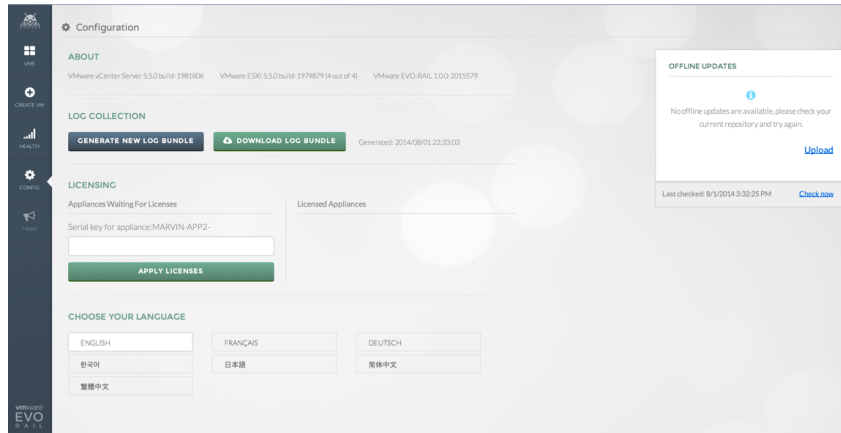 Configuration
VMS
CREATE VM
HEALTH
CONFIG
TASKS
vmware
EVO
RAIL
ABOUT
VMware vCenter Server 5.5.0 build-1981806 VMware ESXi 5.5.0 build-1979879 (4 out of 4) VMware EVO:RAIL 1.0.0-2015579
LOG COLLECTION
GENERATE NEW LOG BUNDLE DOWNLOAD LOG BUNDLE Generated: 2014/08/01 22:33:03
LICENSING
Appliances Waiting For Licenses Licensed Appliances
Serial key for appliance:MARVIN-APP2-
APPLY LICENSES
CHOOSE YOUR LANGUAGE
ENGLISH FRANÇAIS DEUTSCH
한국어 日本語 简体中文
繁體中文
OFFLINE UPDATES
No offline updates are available, please check your
current repository and try again.
Upload
Last checked: 8/1/2014 3:32:25 PM Check now